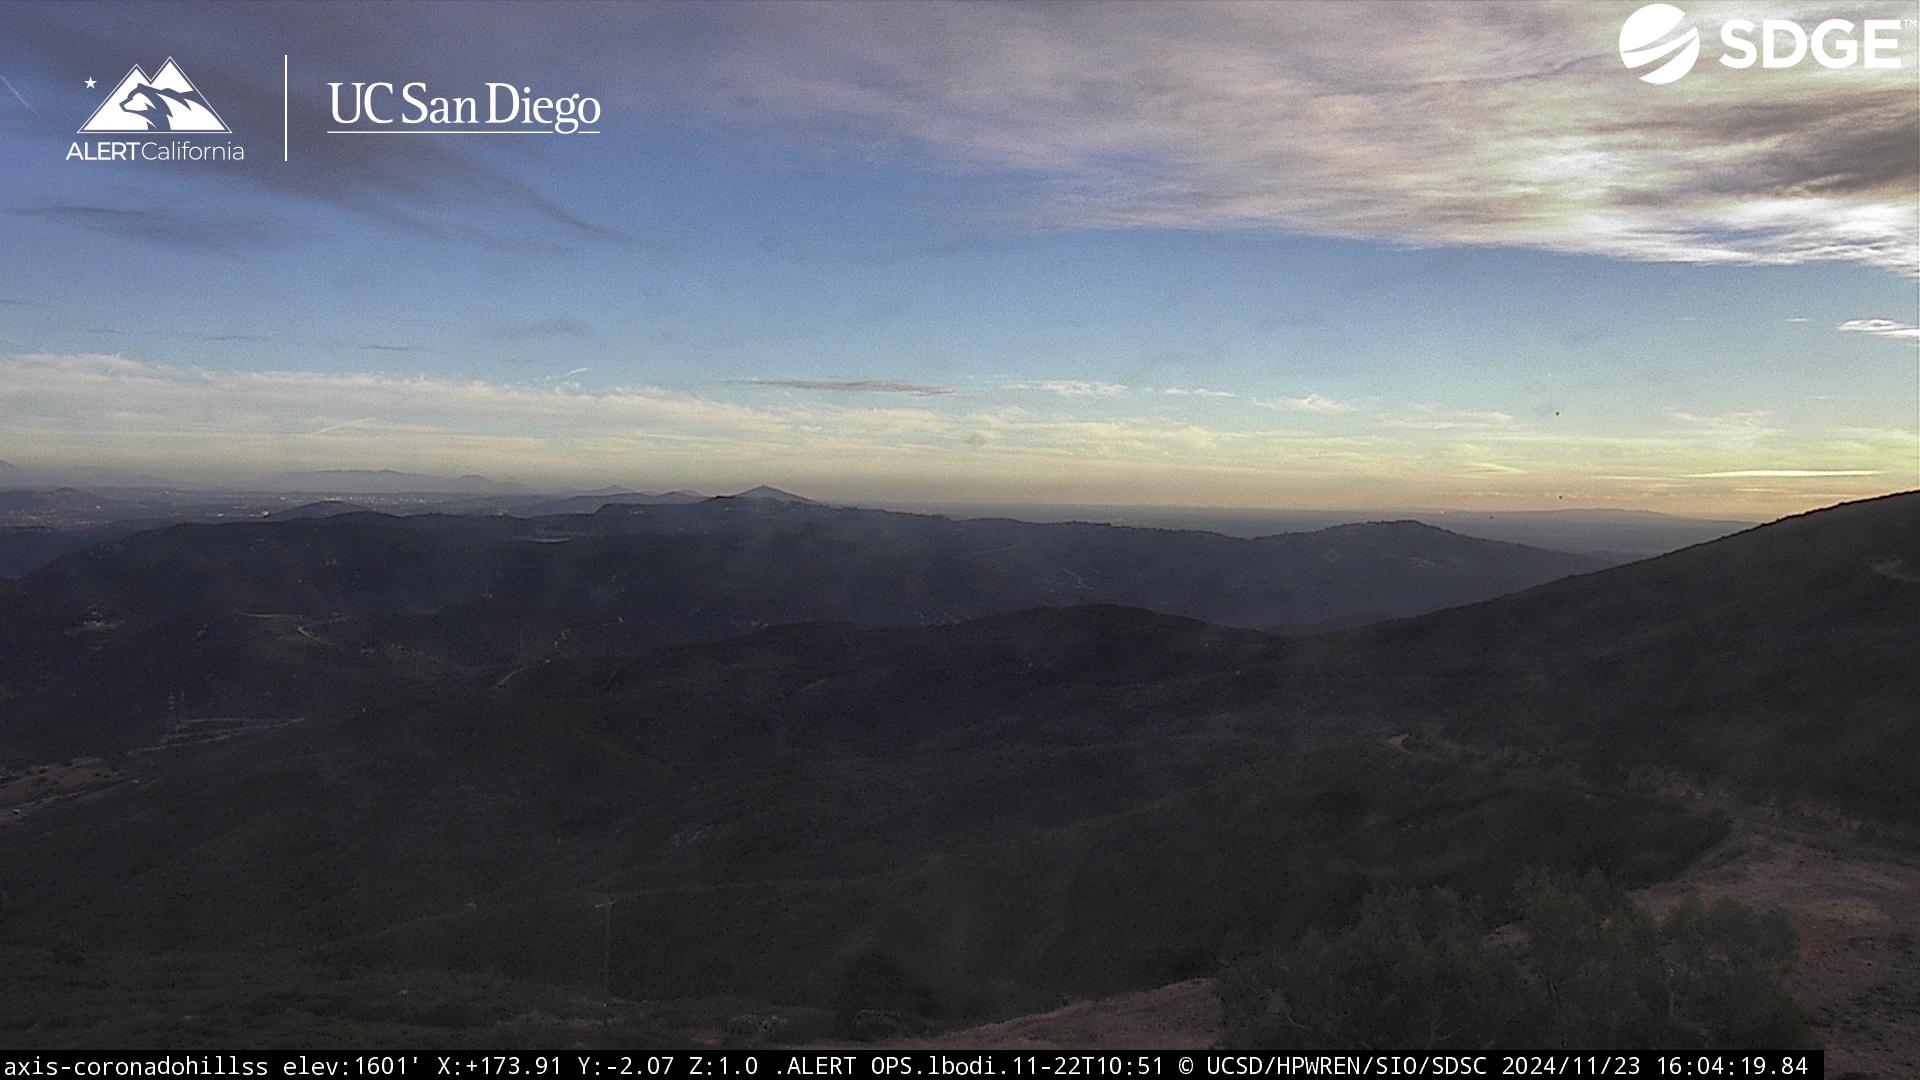 ALERTCalifornia
UC San Diego
SDGE™
axis-coronadohillss elev:1601' X:+173.91 Y:-2.07 Z:1.0 .ALERT OPS.lbodi.11-22T10:51 © UCSD/HPWREN/SIO/SDSC 2024/11/23 16:04:19.84